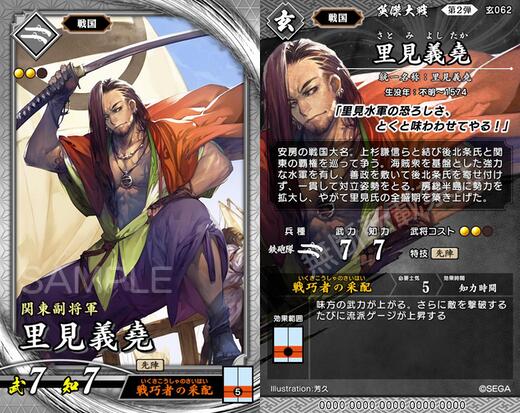 戦国
SAMPLE
関東副将軍
里見義堯
先陣
武7 知7
いくさこうしゃのさいはい
戦巧者の采配
5
玄
戦国
英傑大戦
第2弾
玄062
さと み よし たか
里見義堯
統一名称:里見義堯
生没年:不明~1574
「里見水軍の恐ろしさ、
とくと味わわせてやる!」
安房の戦国大名。上杉謙信らと結び後北条氏と関
東の覇権を巡って争う。海賊衆を基盤とした強力
な水軍を有し、善政を敷いて後北条氏を寄せ付け
ず、一貫して対立姿勢をとる。房総半島に勢力を
拡大し、やがて里見氏の全盛期を築き上げた。
兵種 武力 知力 武将コスト
鉄炮隊 7 7 特技 先陣
いくさこうしゃのさいはい 必要士気 効果時間
戦巧者の采配 5 知力時間
効果範囲
味方の武力が上がる。さらに敵を撃破する
たびに流派ゲージが上昇する
Illustration:芳久
©SEGA
0000-0000-0000-0000-0000